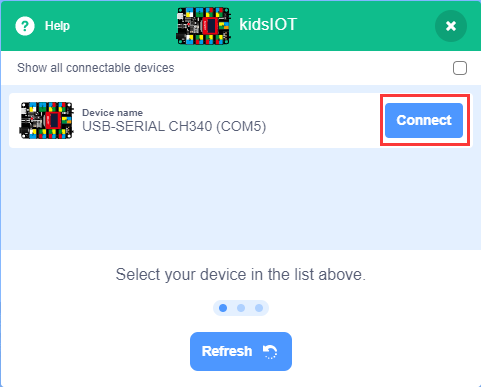 Help
kidsIOT
Show all connectable devices
Device name
USB-SERIAL CH340 (COM5)
Connect
Select your device in the list above.
Refresh